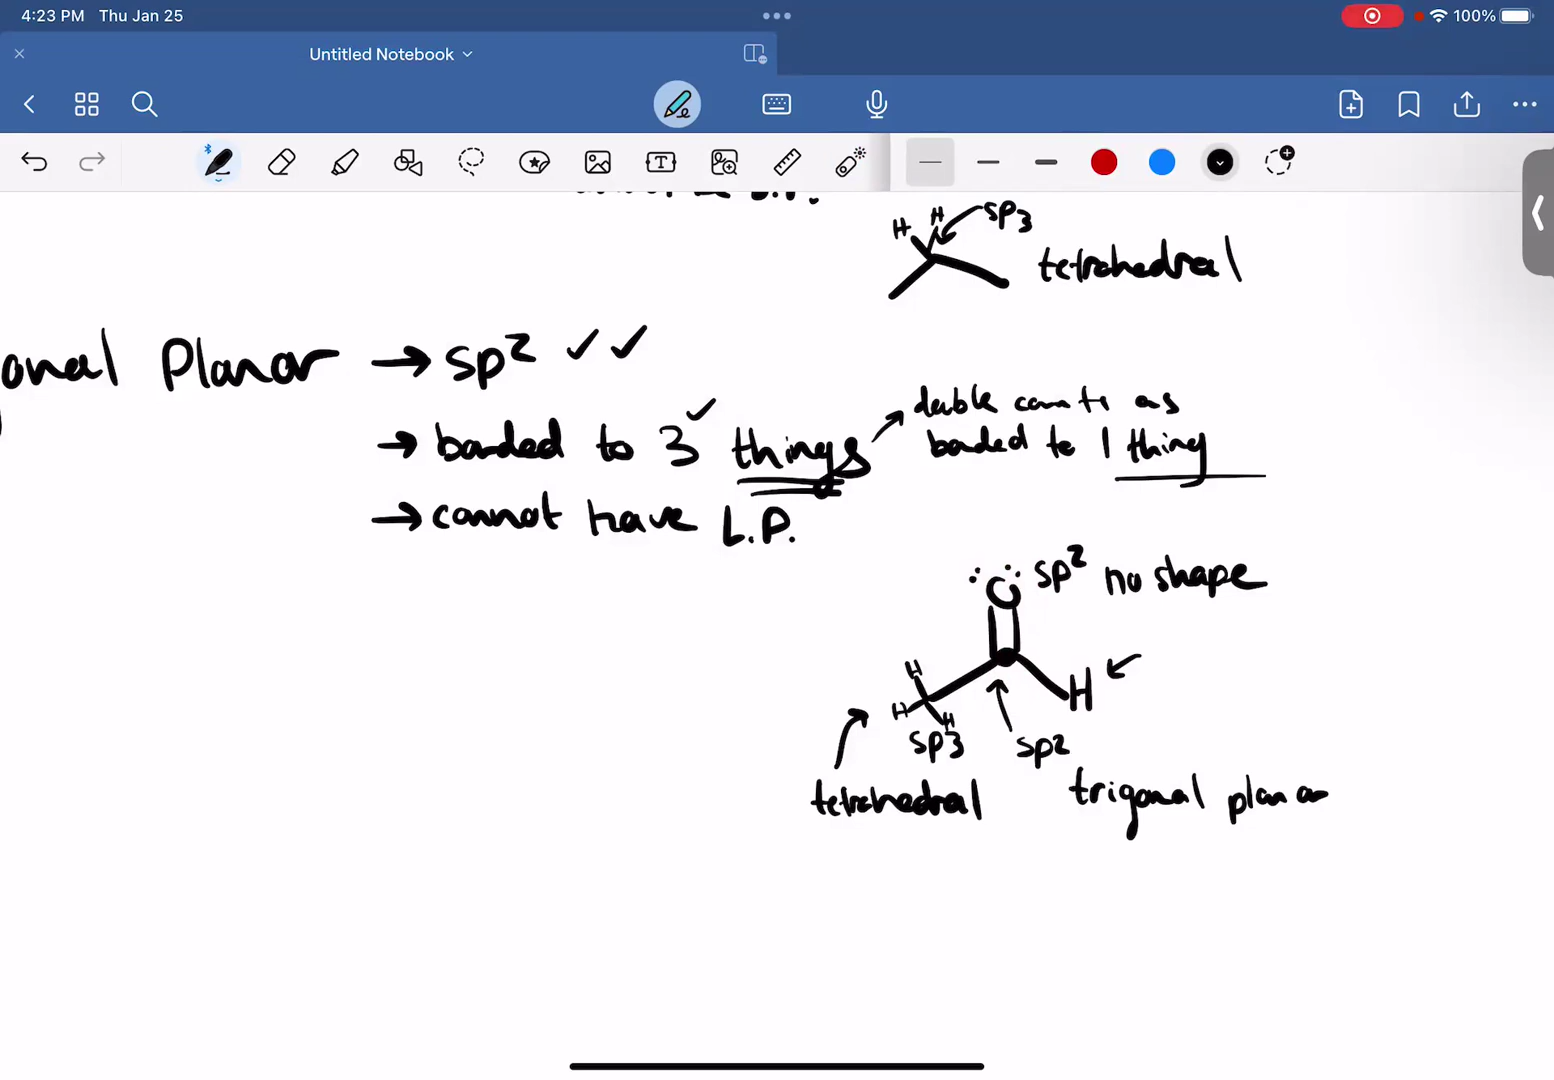 4:23 PM Thu Jan 25
100%
Untitled Notebook
H H sp3
tetrahedral
onal Planar → sp²
→ bonded to 3 things
double counts as
bonded to 1 thing
→ cannot have L.P.
O sp² no shape
H
H
H
H
sp3
sp2
tetrahedral
trigonal planar